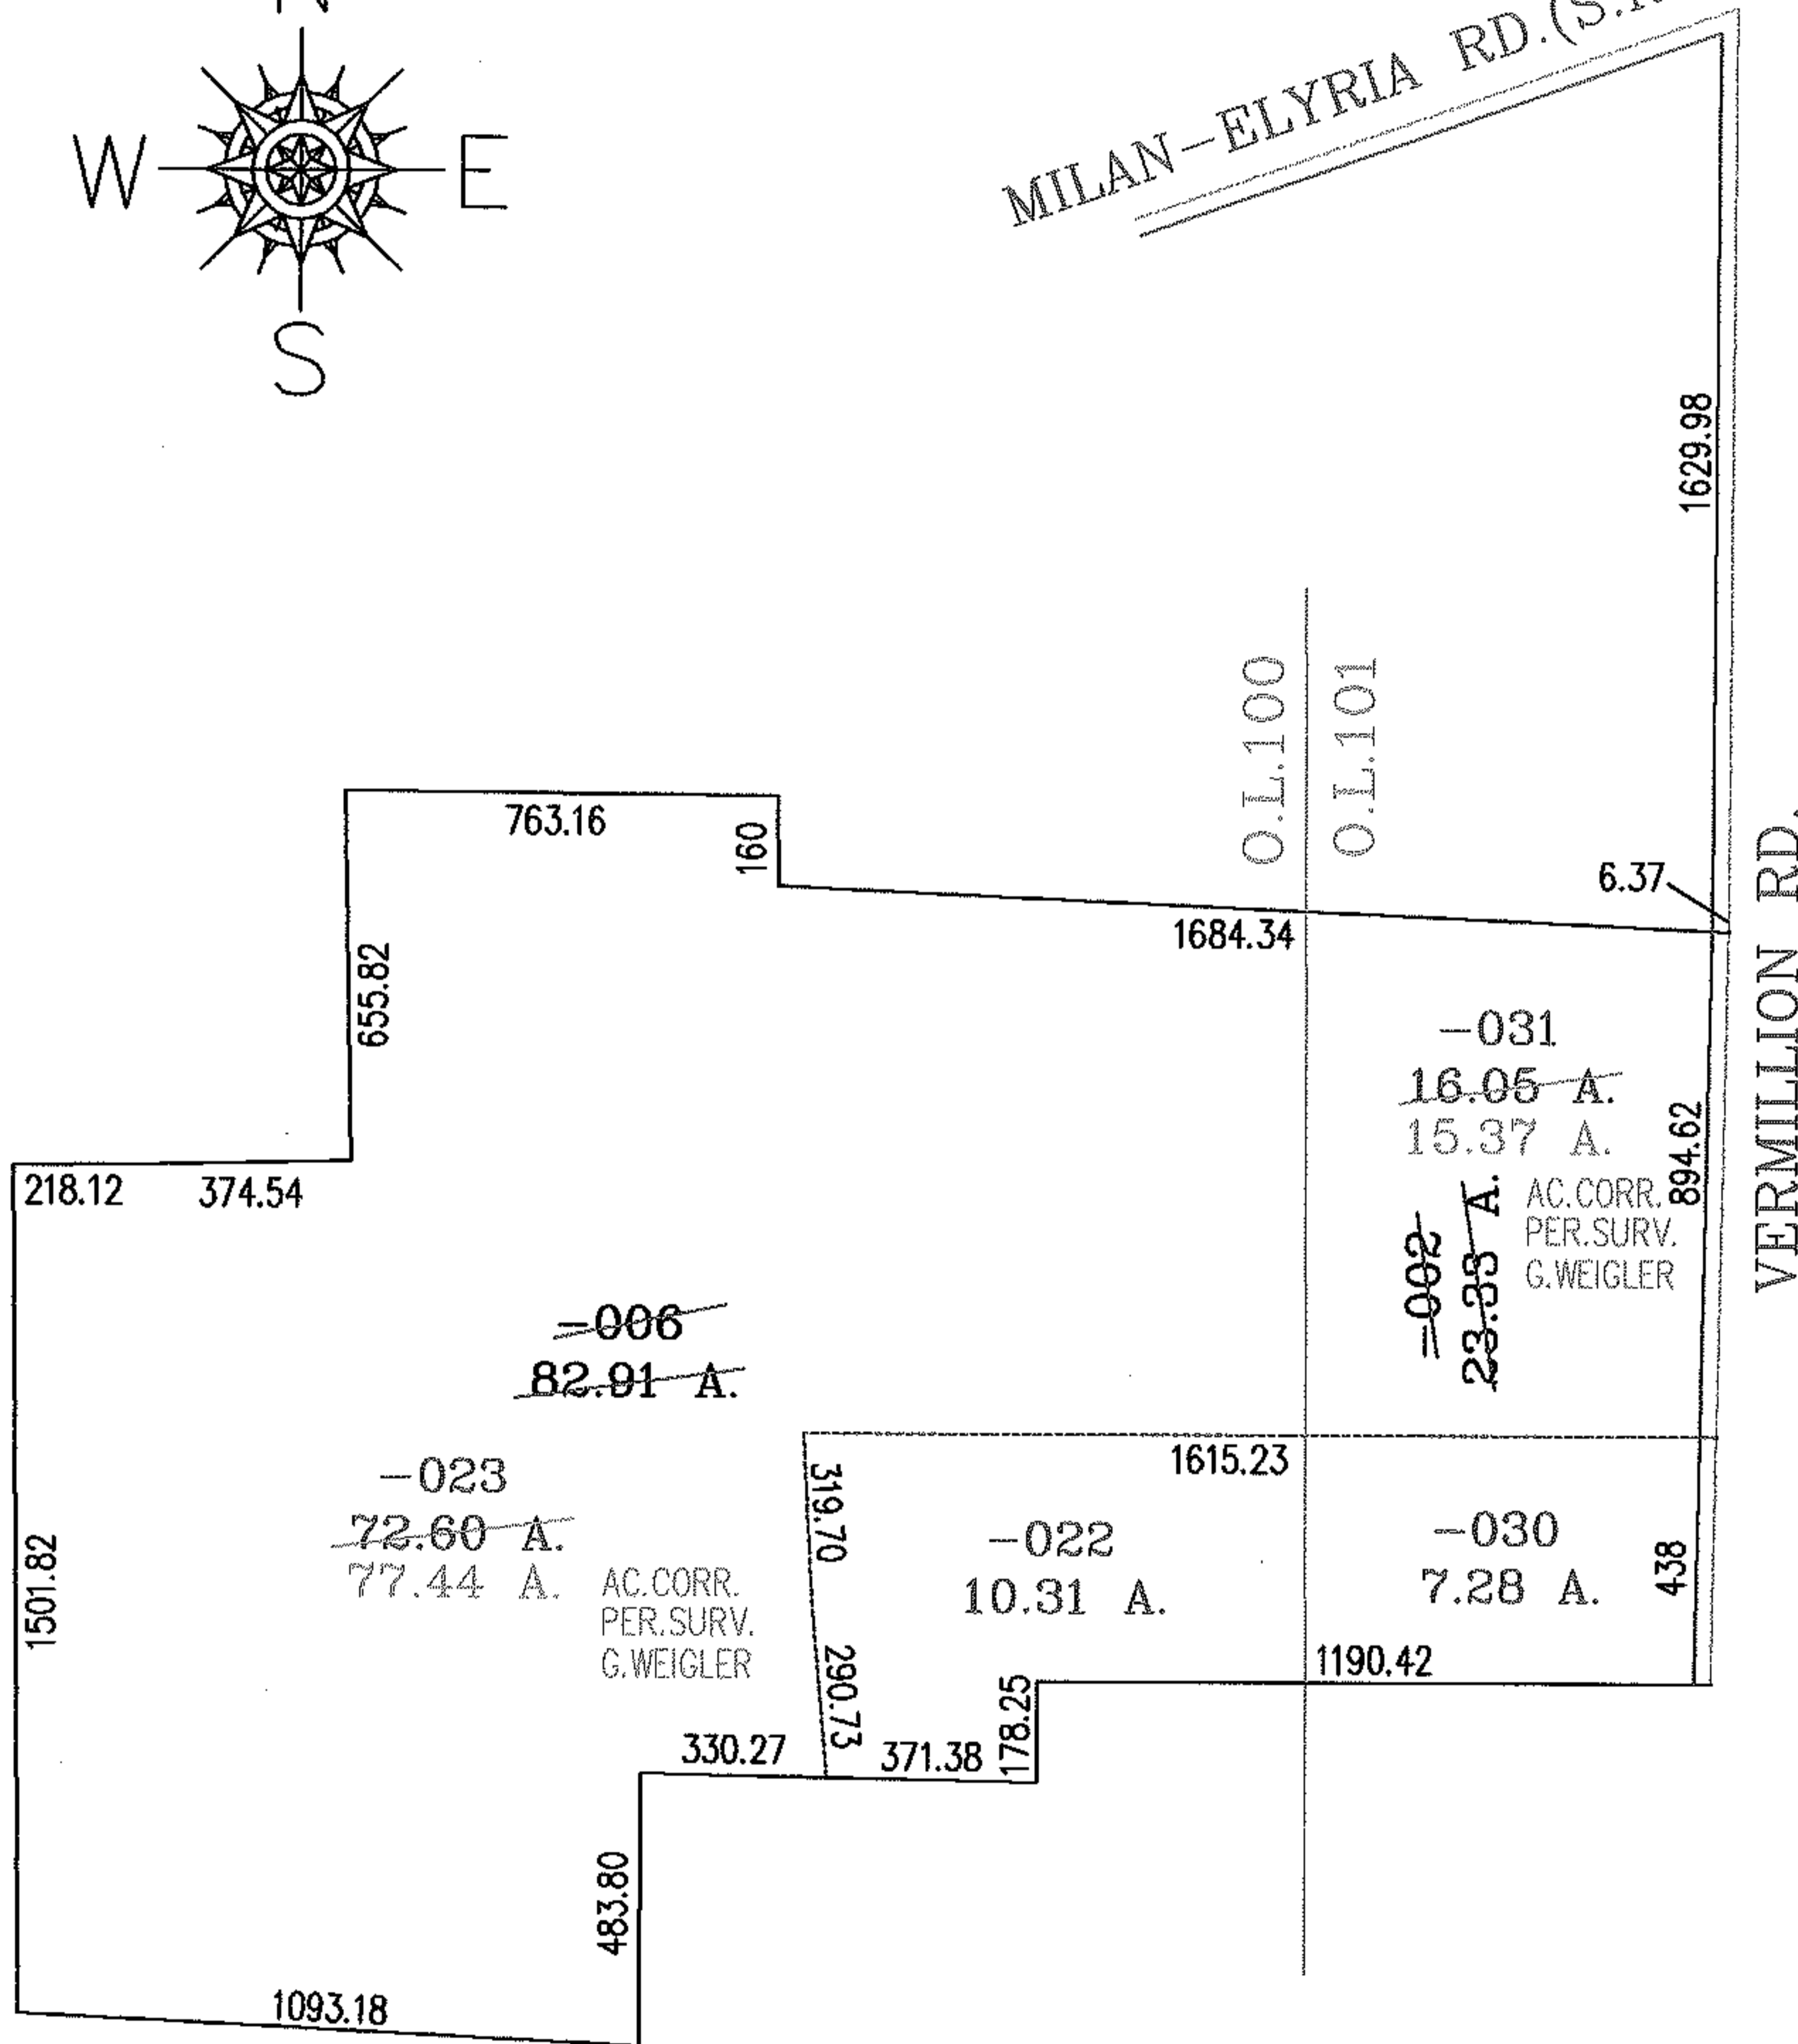 W E
S
MILAN-ELYRIA RD.(S.R
1629.98
O.L.100
O.L.101
763.16
160
6.37
1684.34
VERMILLION RD.
655.82
-031
16.05 A.
15.37 A.
AC.CORR.
PER.SURV.
G.WEIGLER
894.62
218.12
374.54
-002
23.33 A.
-006
82.91 A.
1615.23
-023
72.60 A.
77.44 A.
AC.CORR.
PER.SURV.
G.WEIGLER
319.70
290.73
-022
10.31 A.
-030
7.28 A.
438
1501.82
1190.42
178.25
330.27
371.38
483.80
1093.18